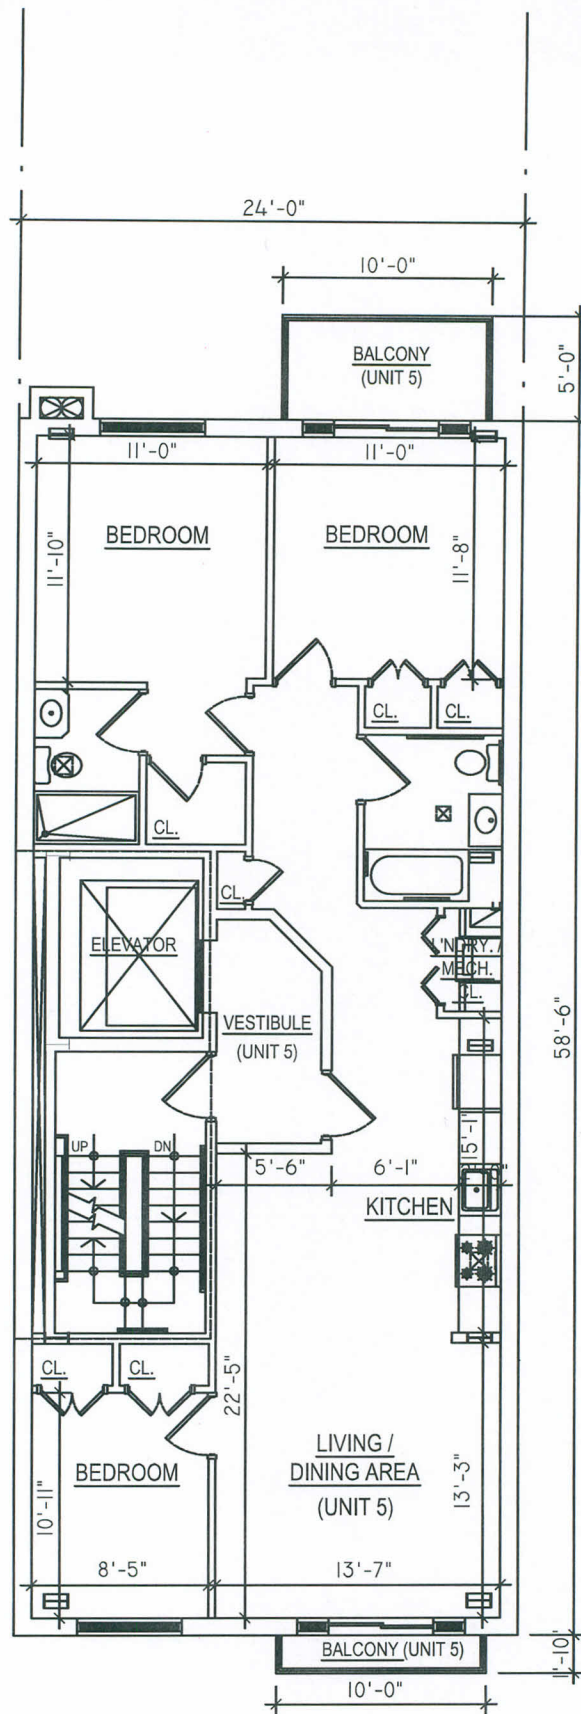 24'-0"
10'-0"
BALCONY
(UNIT 5)
5'-0"
11'-0"
11'-0"
BEDROOM
BEDROOM
11'-10"
11'-8"
CL.
CL.
CL.
CL.
ELEVATOR
L'NDRY. /
MECH.
CL.
VESTIBULE
(UNIT 5)
58'-6"
UP
DN
15'-1"
5'-6"
6'-1"
KITCHEN
CL.
CL.
22'-5"
LIVING /
DINING AREA
(UNIT 5)
BEDROOM
13'-3"
10'-11"
8'-5"
13'-7"
BALCONY (UNIT 5)
1'-10"
10'-0"